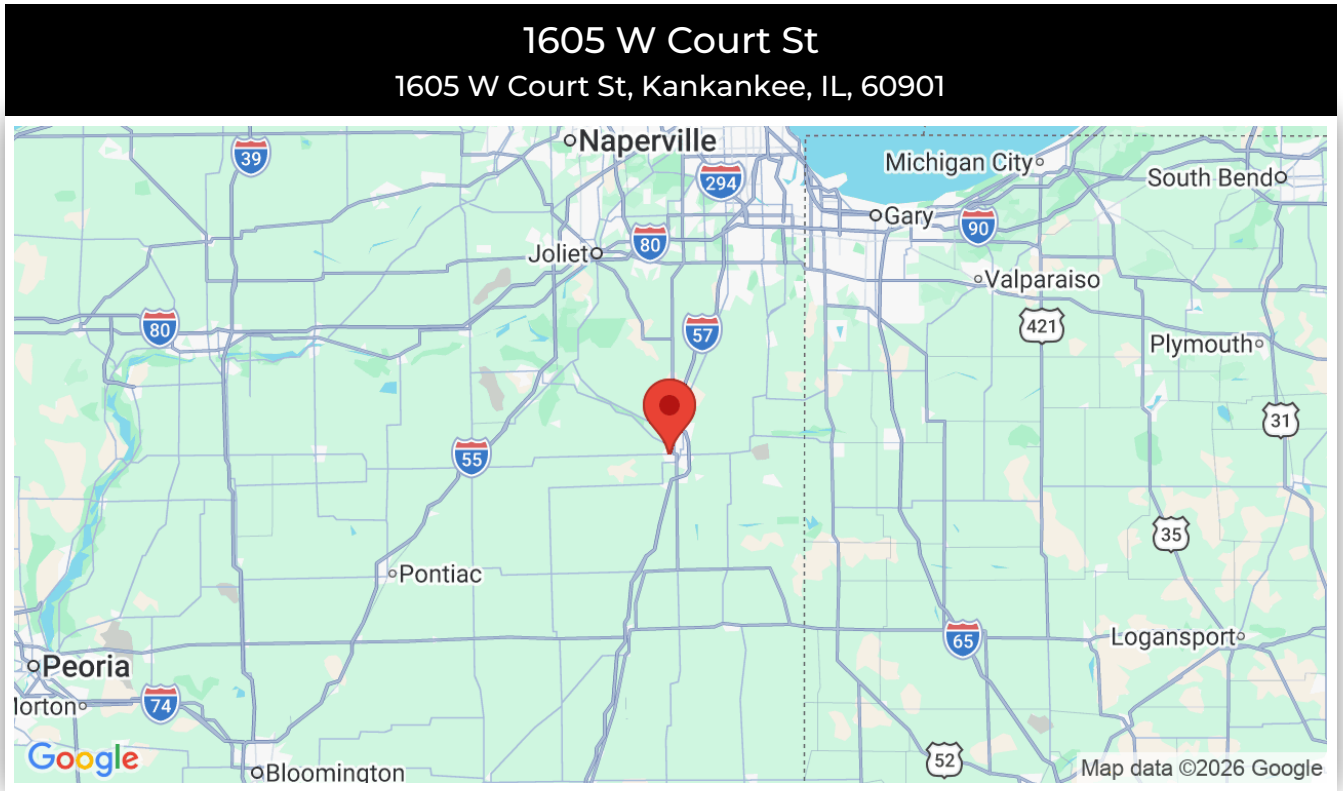 1605 W Court St
1605 W Court St, Kankankee, IL, 60901
Naperville
39
294
Michigan City
South Bend
Gary
90
Joliet
80
Valparaiso
80
57
421
Plymouth
31
55
35
Pontiac
65
Logansport
Peoria
lorton
74
Google
Bloomington
52
Map data ©2026 Google